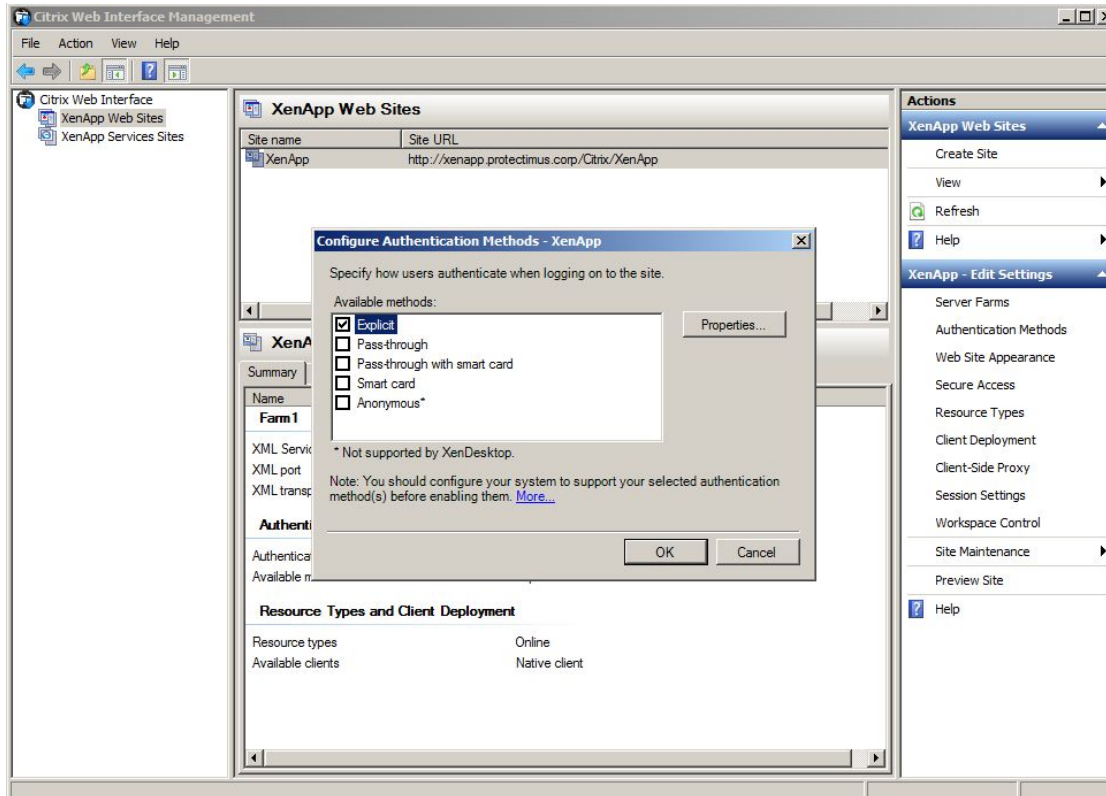 Citrix Web Interface Management
File Action View Help
Citrix Web Interface
XenApp Web Sites
XenApp Services Sites
XenApp Web Sites
Site name Site URL
XenApp http://xenapp.protectimus.corp/Citrix/XenApp
Configure Authentication Methods - XenApp
Specify how users authenticate when logging on to the site.
Available methods:
Explicit
Pass-through
Pass-through with smart card
Smart card
Anonymous*
Properties...
* Not supported by XenDesktop.
Note: You should configure your system to support your selected authentication
method(s) before enabling them. More...
OK Cancel
XenA
Summary
Name
Farm1
XML Servic
XML port
XML transp
Authenti
Authenticat
Available m
Resource Types and Client Deployment
Resource types Online
Available clients Native client
Actions
XenApp Web Sites
Create Site
View
Refresh
Help
XenApp - Edit Settings
Server Farms
Authentication Methods
Web Site Appearance
Secure Access
Resource Types
Client Deployment
Client-Side Proxy
Session Settings
Workspace Control
Site Maintenance
Preview Site
Help